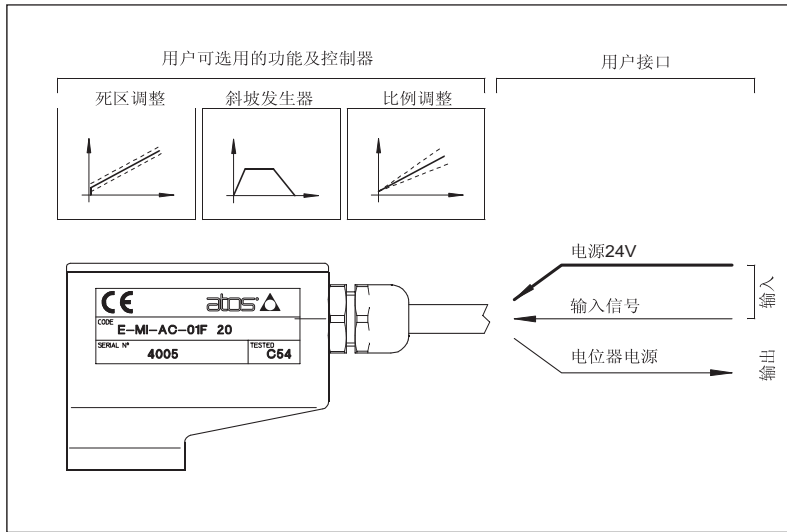 用户可选用的功能及控制器
用户接口
死区调整
斜坡发生器
比例调整
电源24V
输入信号
电位器电源
输入
输出
CE atos
CODE E-MI-AC-01F 20
SERIAL N° 4005
TESTED C54